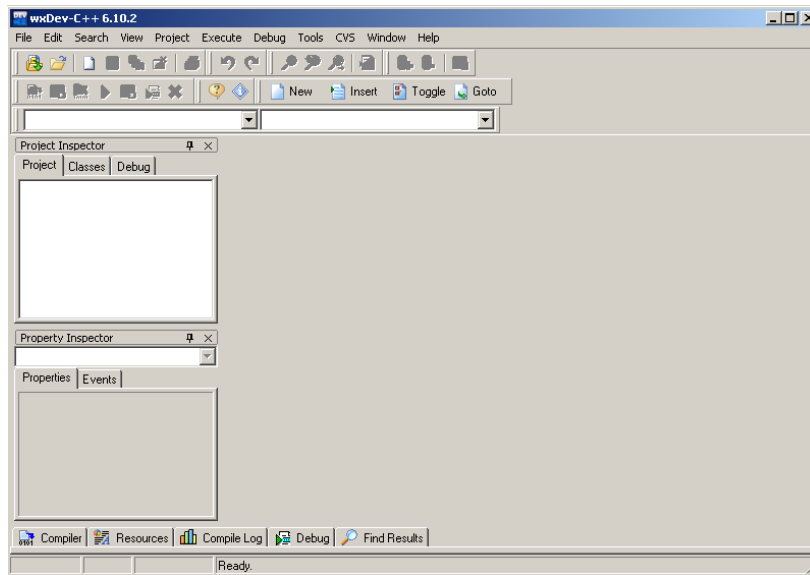 wxDev-C++ 6.10.2
File Edit Search View Project Execute Debug Tools CVS Window Help
New Insert Toggle Goto
Project Inspector
Project Classes Debug
Property Inspector
Properties Events
Compiler Resources Compile Log Debug Find Results
Ready.